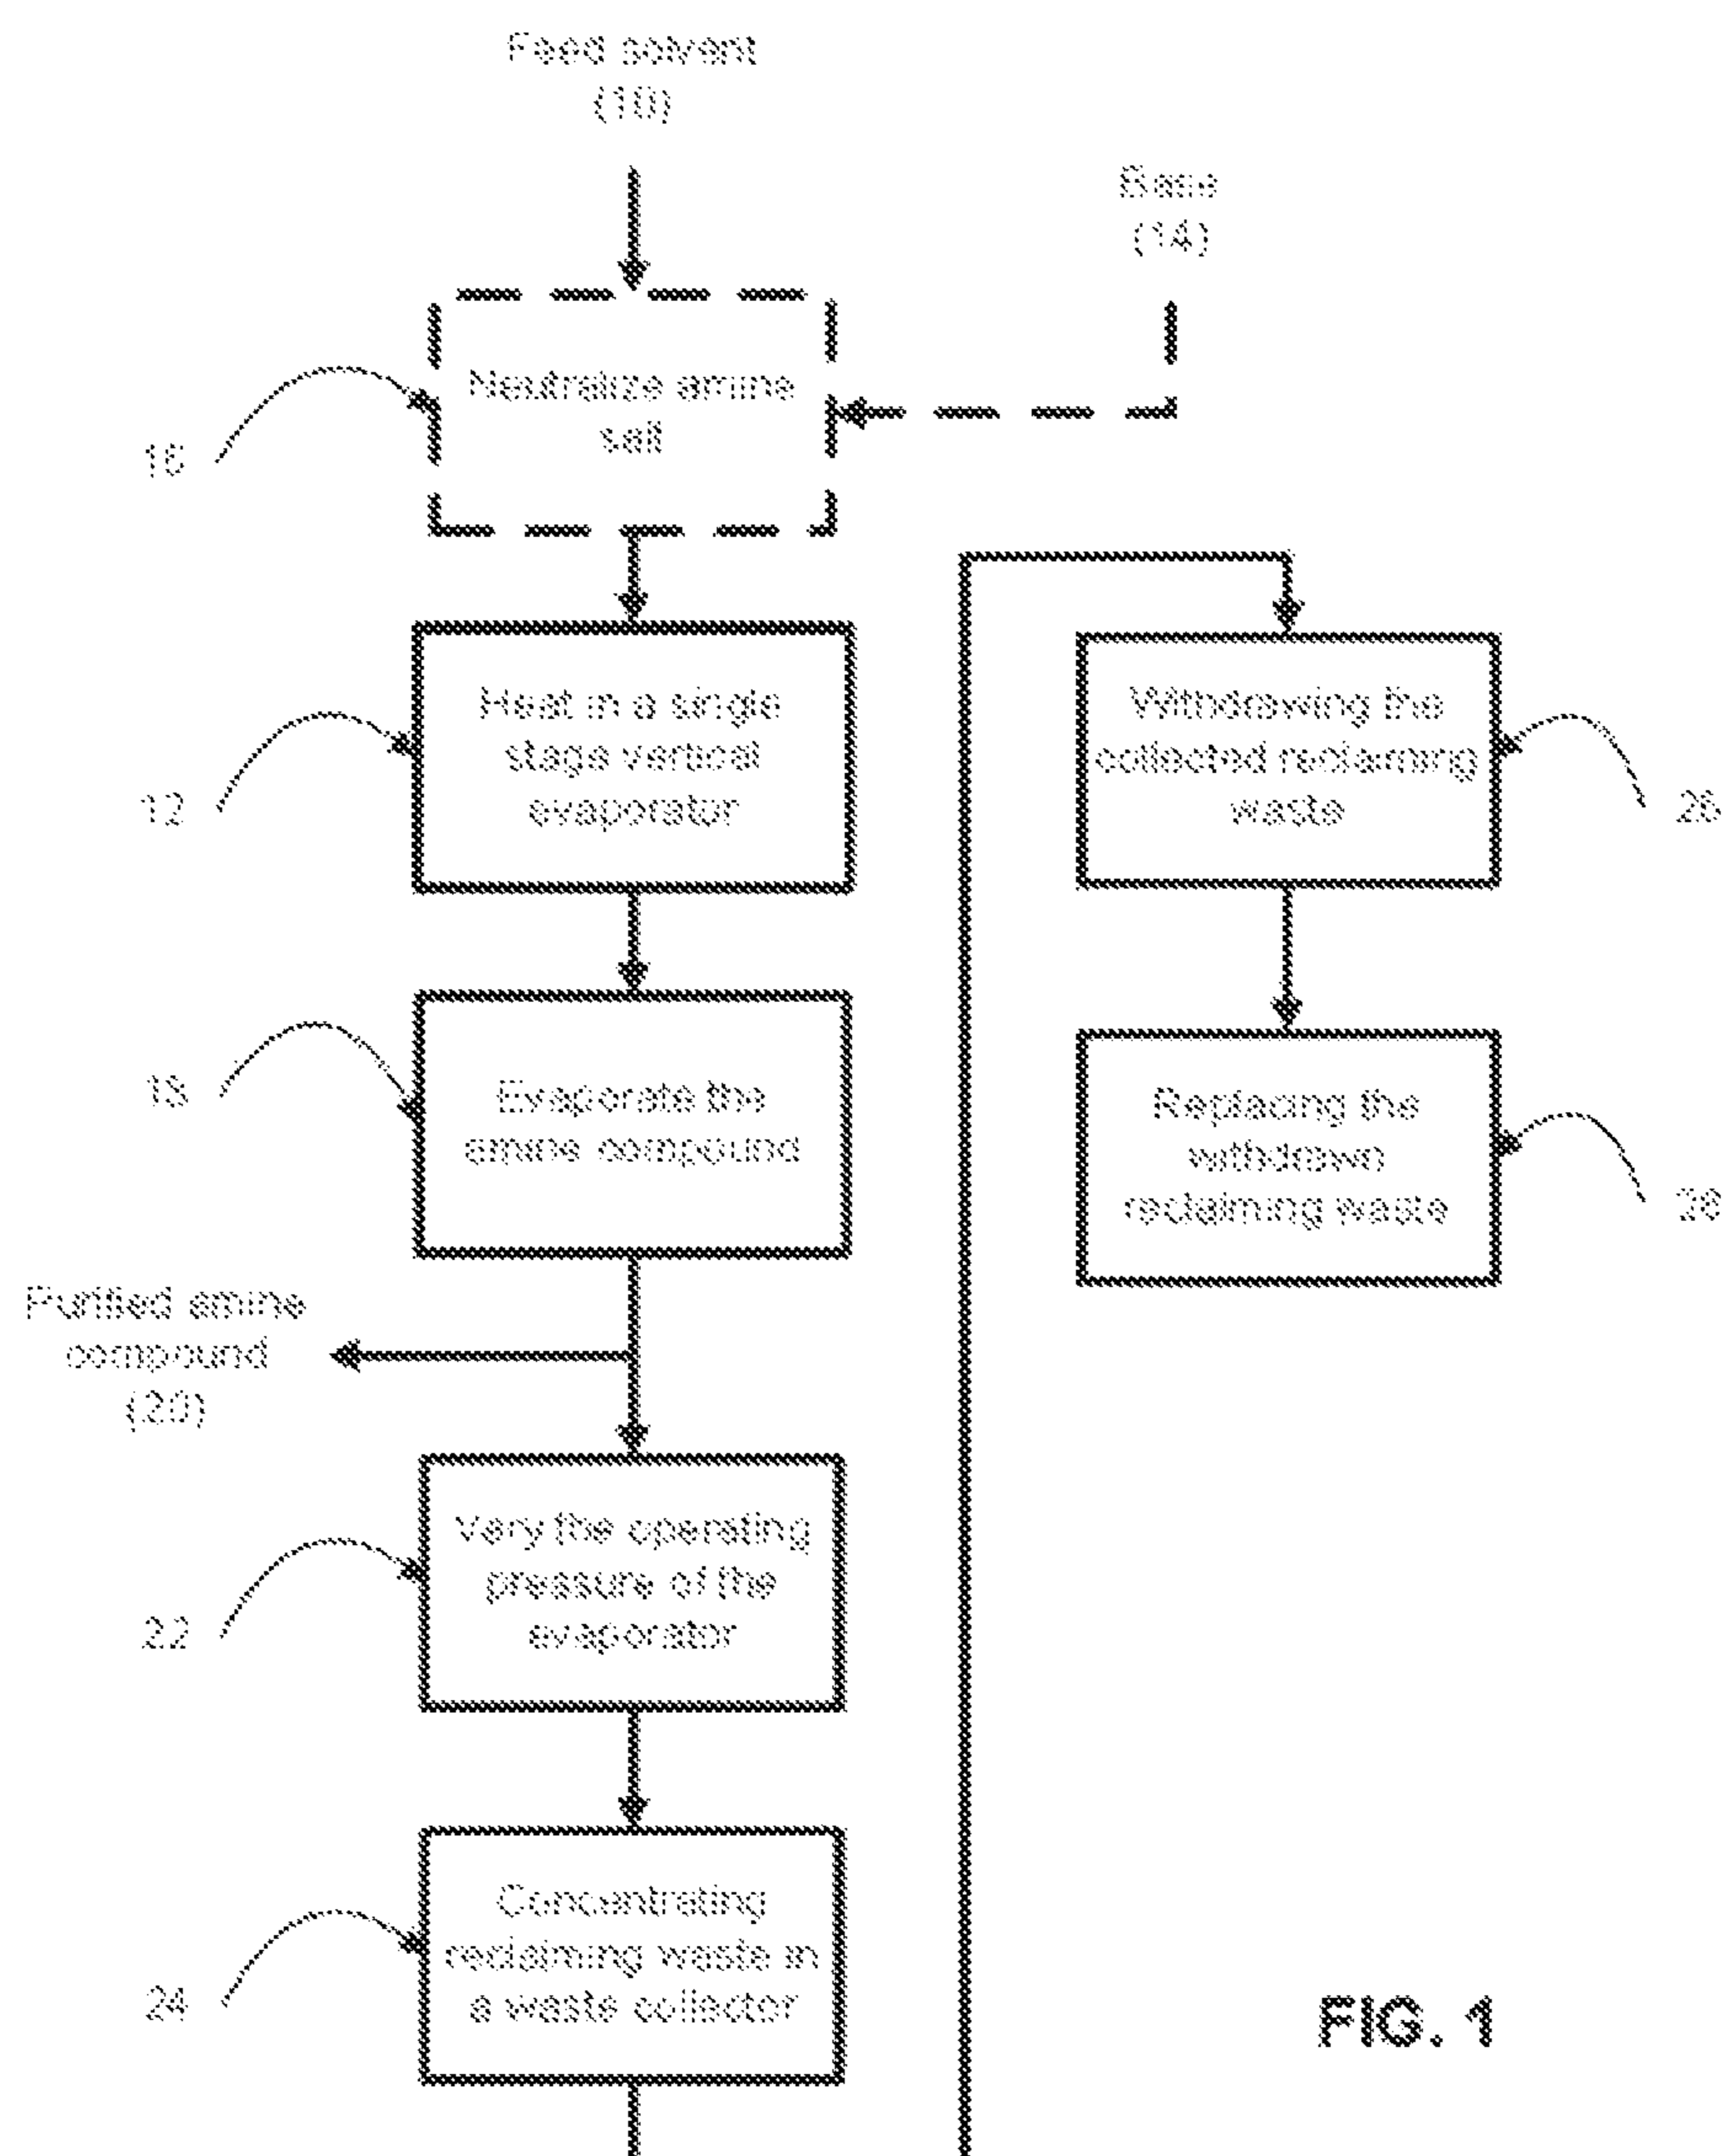 Feed solvent
(10)
Base
(14)
Neutralize amine
salt
16
Heat in a single
stage vertical
evaporator
12
Evaporate the
amine compound
18
Purified amine
compound
(20)
Vary the operating
pressure of the
evaporator
22
Concentrating
reclaiming waste in
a waste collector
24
Withdrawing the
collected reclaiming
waste
26
Replacing the
withdrawn
reclaiming waste
28
FIG. 1